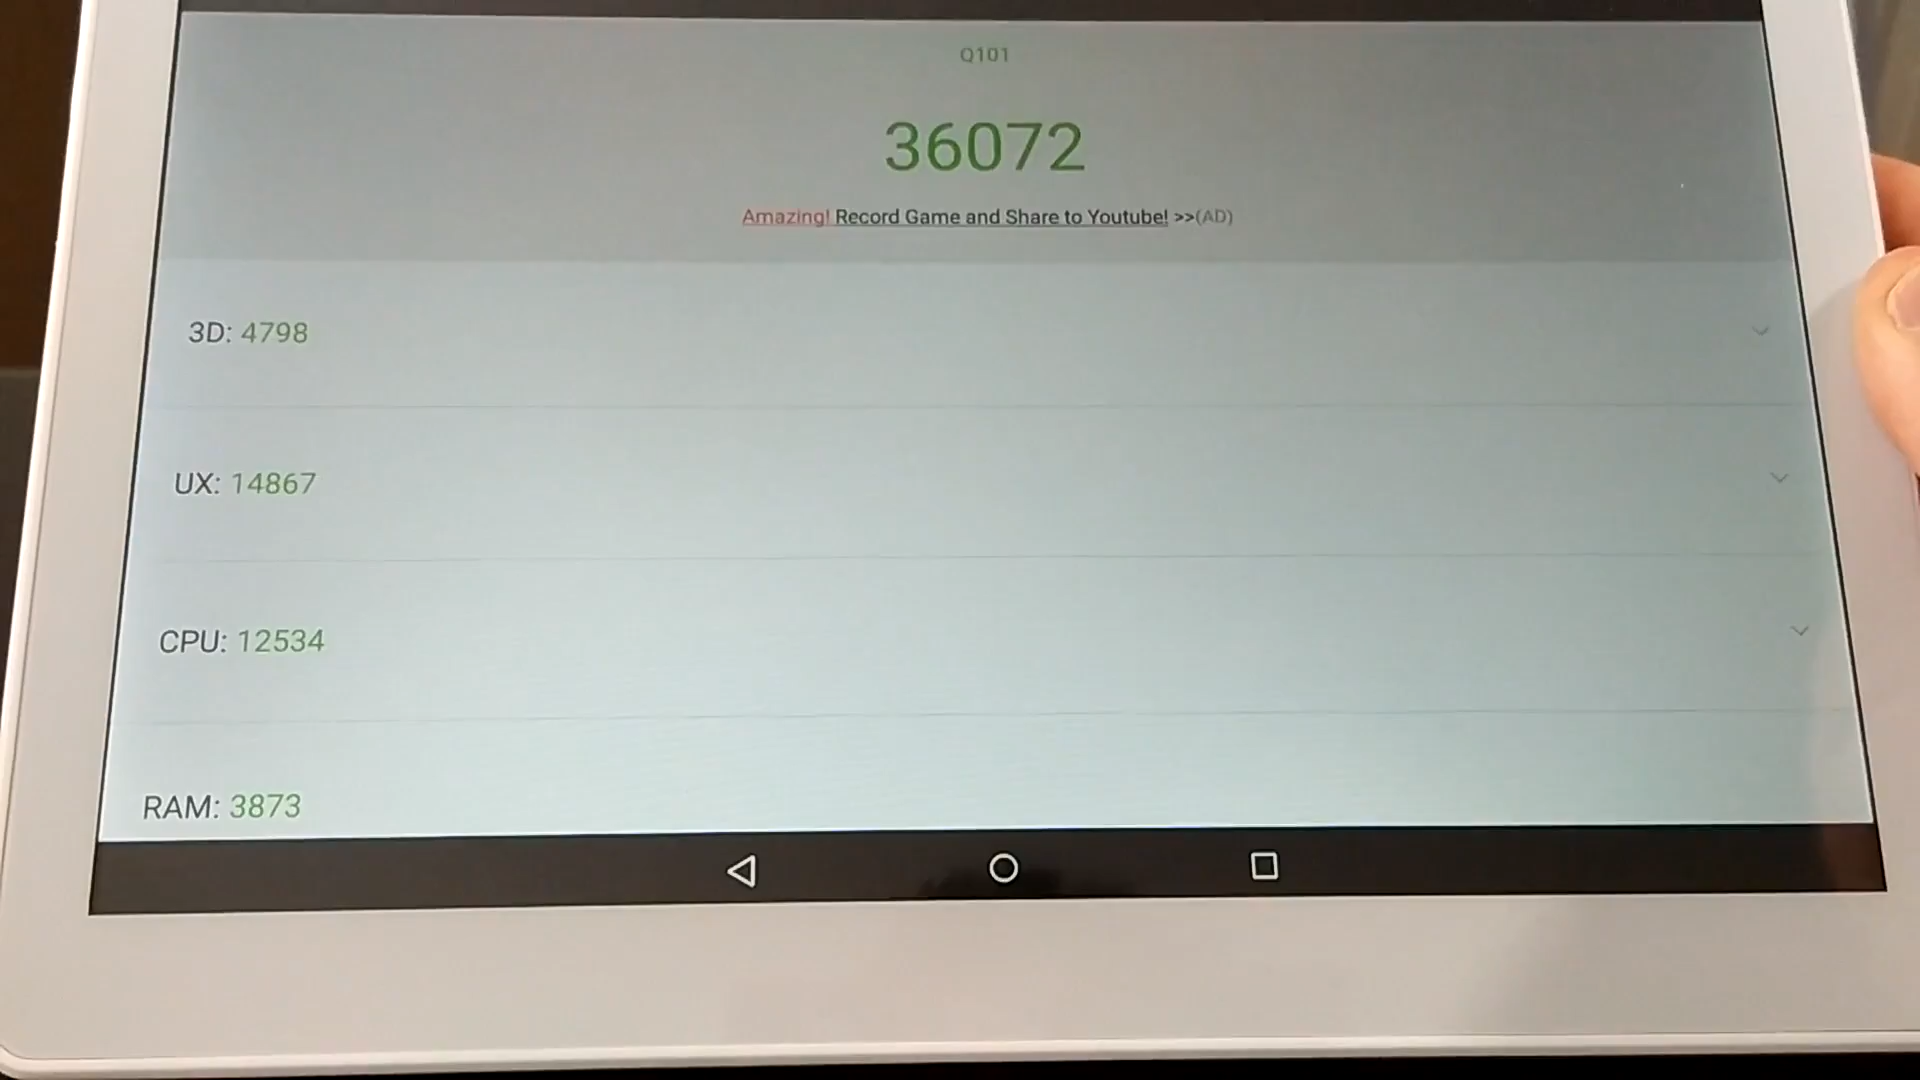 Q101
36072
Amazing! Record Game and Share to Youtube! >>(AD)
3D: 4798
UX: 14867
CPU: 12534
RAM: 3873